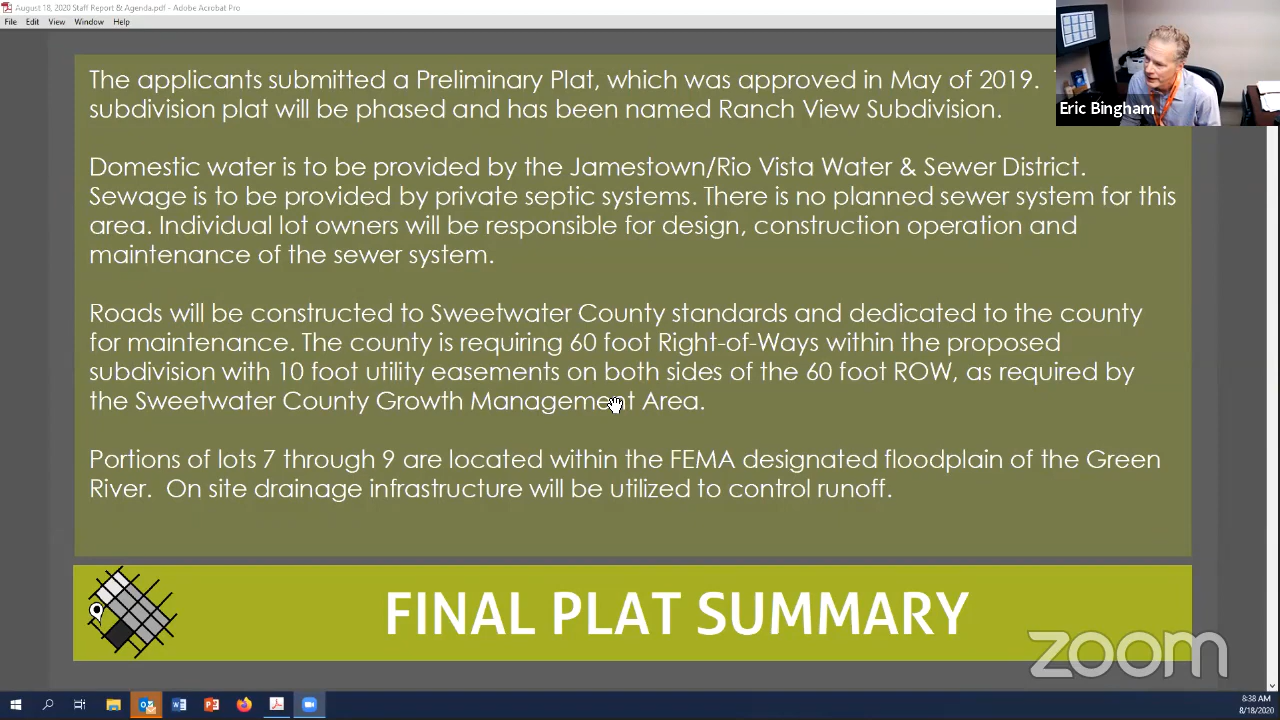 August 18, 2020 Staff Report & Agenda.pdf - Adobe Acrobat Pro
File Edit View Window Help
The applicants submitted a Preliminary Plat, which was approved in May of 2019.
subdivision plat will be phased and has been named Ranch View Subdivision.
Eric Bingham
Domestic water is to be provided by the Jamestown/Rio Vista Water & Sewer District.
Sewage is to be provided by private septic systems. There is no planned sewer system for this
area. Individual lot owners will be responsible for design, construction operation and
maintenance of the sewer system.
Roads will be constructed to Sweetwater County standards and dedicated to the county
for maintenance. The county is requiring 60 foot Right-of-Ways within the proposed
subdivision with 10 foot utility easements on both sides of the 60 foot ROW, as required by
the Sweetwater County Growth Management Area.
Portions of lots 7 through 9 are located within the FEMA designated floodplain of the Green
River. On site drainage infrastructure will be utilized to control runoff.
FINAL PLAT SUMMARY
zoom
8:38 AM
8/18/2020